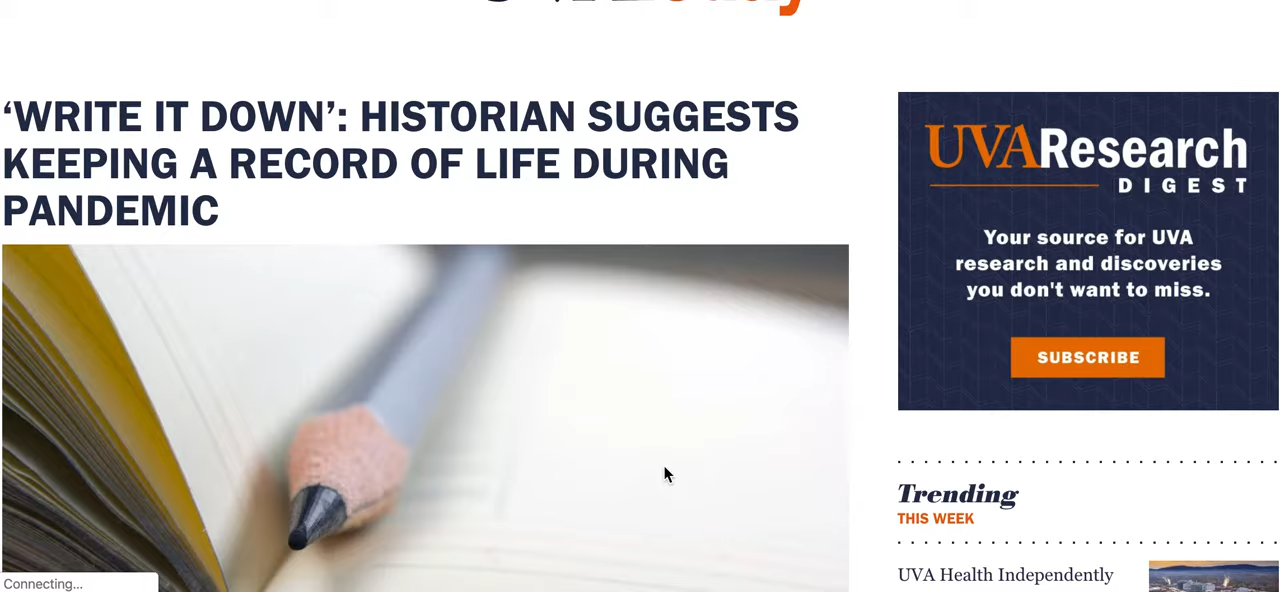 ‘WRITE IT DOWN’: HISTORIAN SUGGESTS
KEEPING A RECORD OF LIFE DURING
PANDEMIC
UVAResearch
DIGEST
Your source for UVA
research and discoveries
you don't want to miss.
SUBSCRIBE
Trending
THIS WEEK
UVA Health Independently
Connecting...